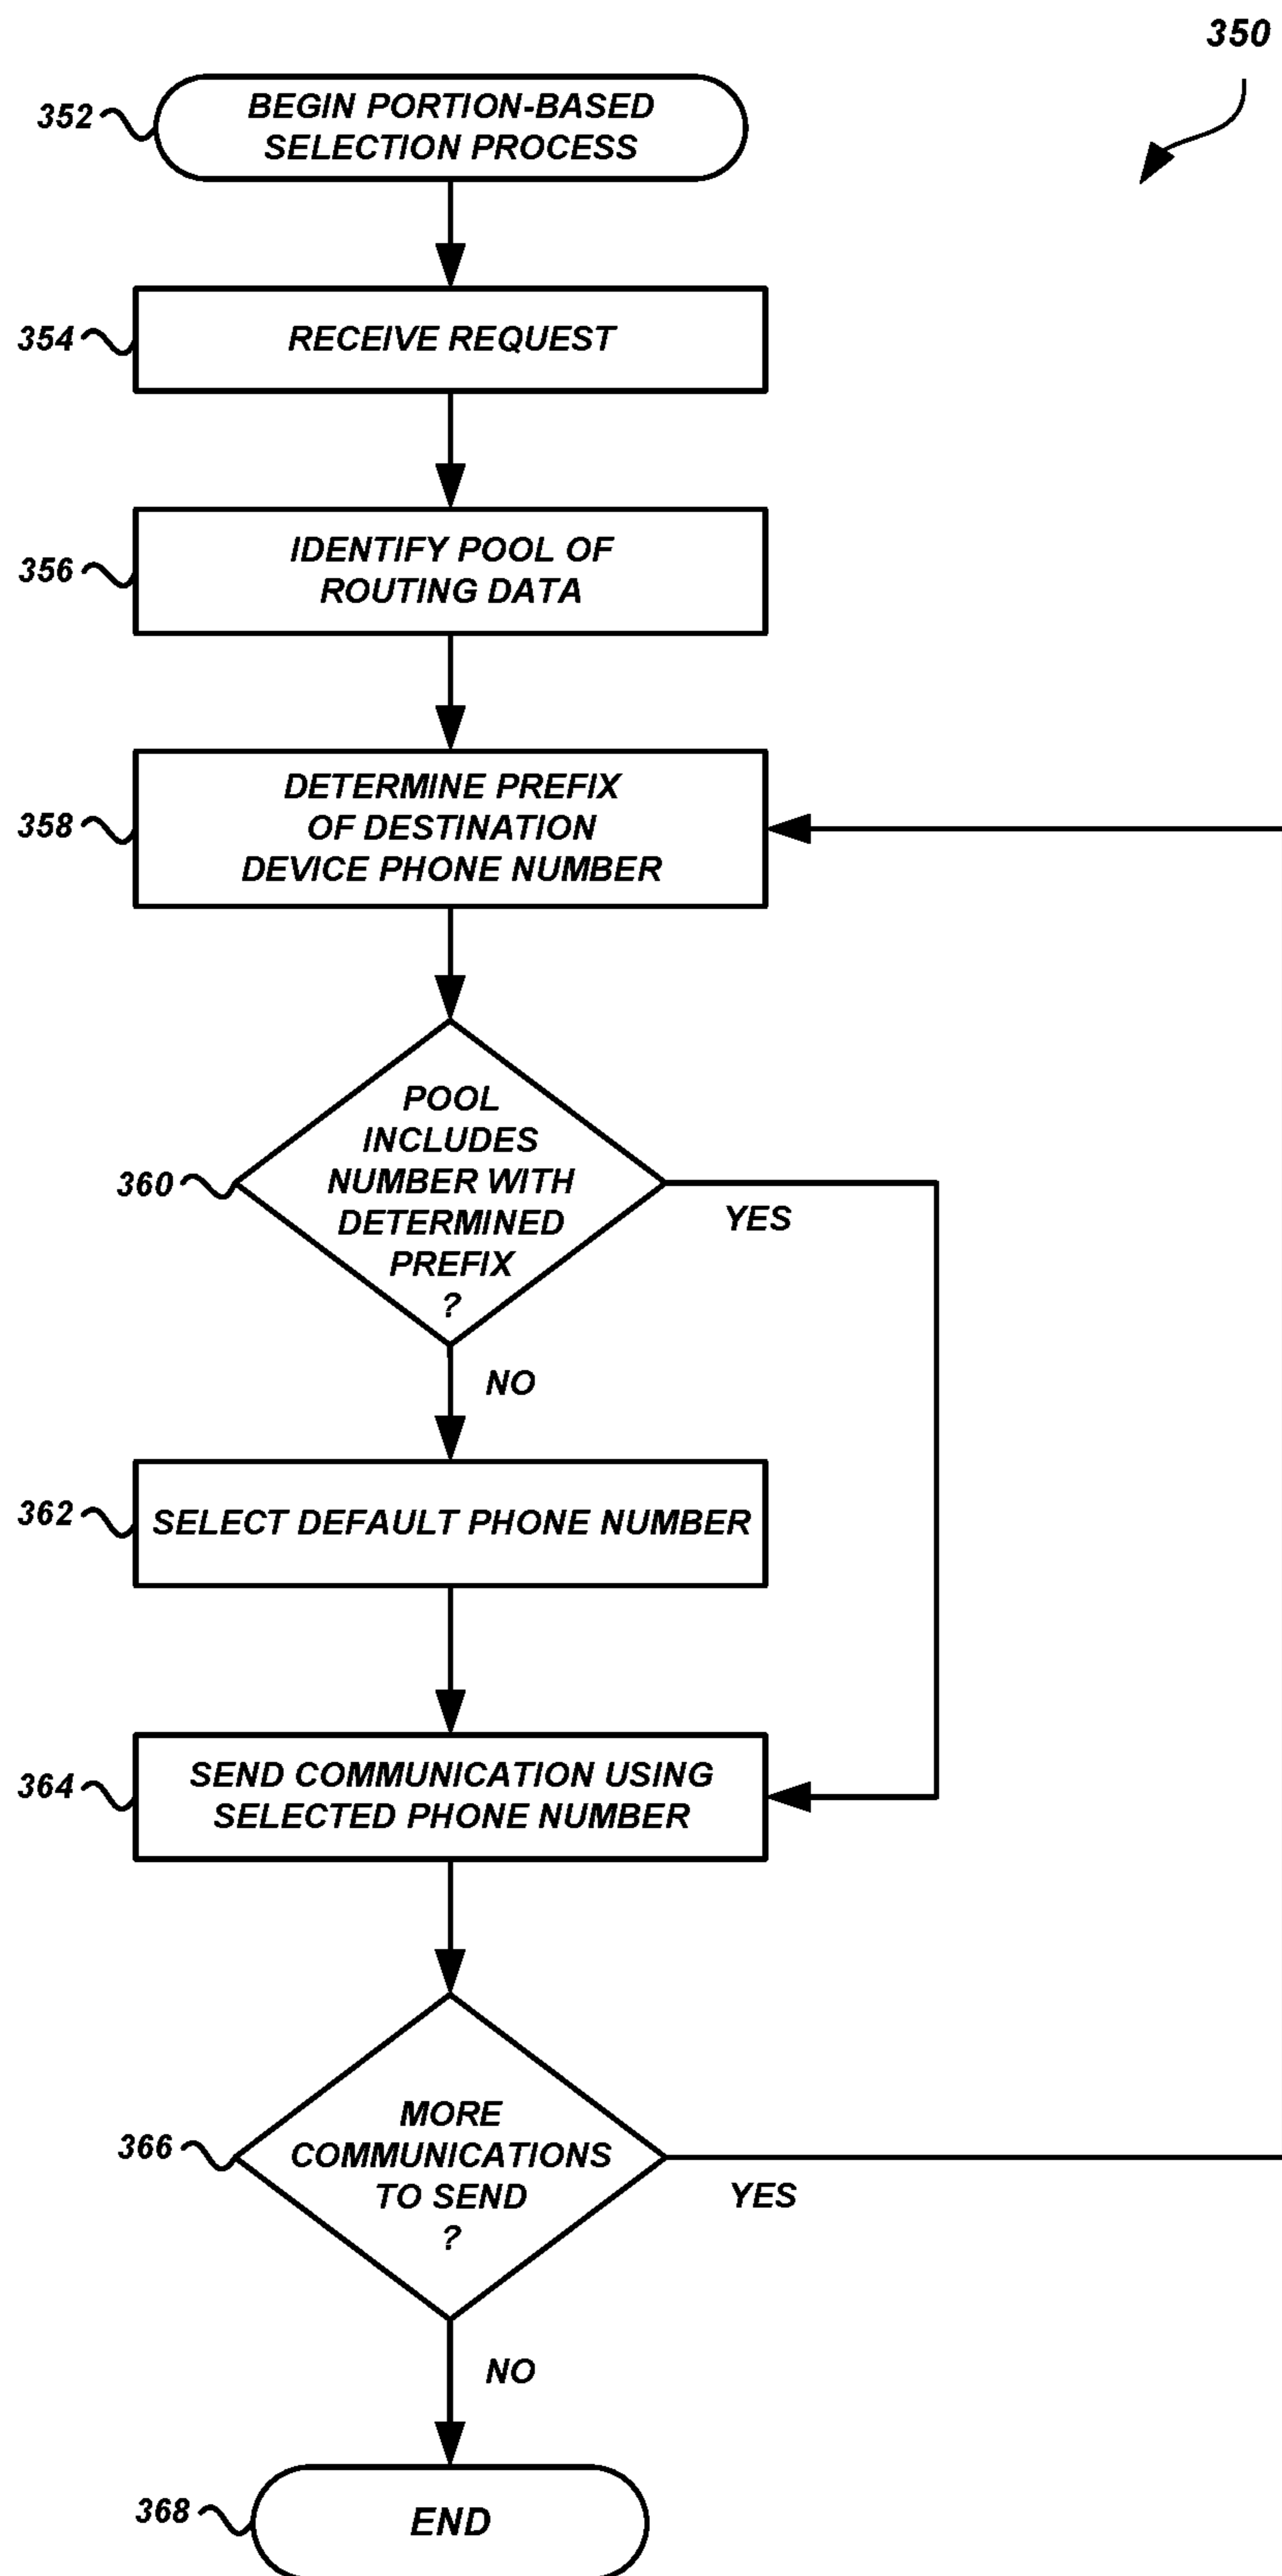 350
352
BEGIN PORTION-BASED
SELECTION PROCESS
354
RECEIVE REQUEST
356
IDENTIFY POOL OF
ROUTING DATA
358
DETERMINE PREFIX
OF DESTINATION
DEVICE PHONE NUMBER
360
POOL
INCLUDES
NUMBER WITH
DETERMINED
PREFIX
?
YES
NO
362
SELECT DEFAULT PHONE NUMBER
364
SEND COMMUNICATION USING
SELECTED PHONE NUMBER
366
MORE
COMMUNICATIONS
TO SEND
?
YES
NO
368
END